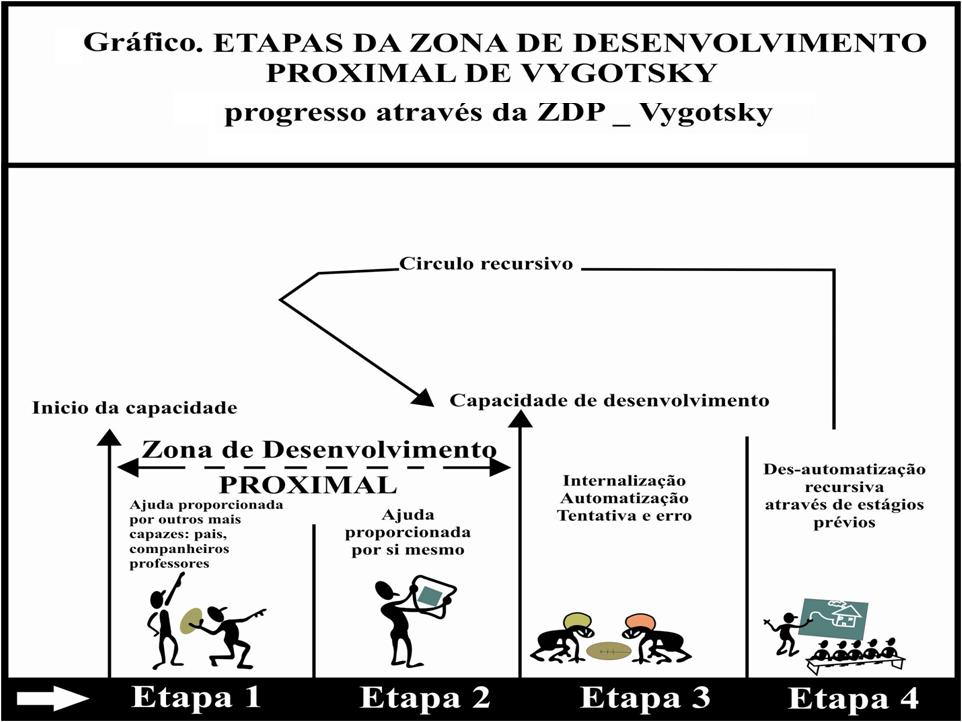 Gráfico. ETAPAS DA ZONA DE DESENVOLVIMENTO
PROXIMAL DE VYGOTSKY
progresso através da ZDP _ Vygotsky
Circulo recursivo
Inicio da capacidade
Capacidade de desenvolvimento
Zona de Desenvolvimento
PROXIMAL
Ajuda proporcionada
por outros mais
capazes: pais,
companheiros
professores
Ajuda
proporcionada
por si mesmo
Internalização
Automatização
Tentativa e erro
Des-automatização
recursiva
através de estágios
prévios
Etapa 1
Etapa 2
Etapa 3
Etapa 4